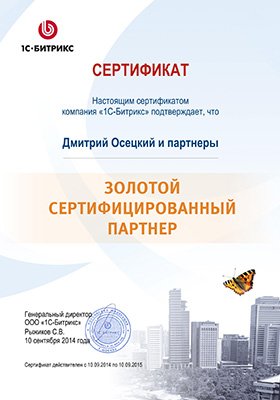 1С-БИТРИКС
СЕРТИФИКАТ
Настоящим сертификатом
компания «1С-Битрикс» подтверждает, что
Дмитрий Осецкий и партнеры
ЗОЛОТОЙ
СЕРТИФИЦИРОВАННЫЙ
ПАРТНЕР
Генеральный директор
ООО «1С-Битрикс»
Рыжиков С.В.
10 сентября 2014 года
Сертификат действителен с 10.09.2014 по 10.09.2015